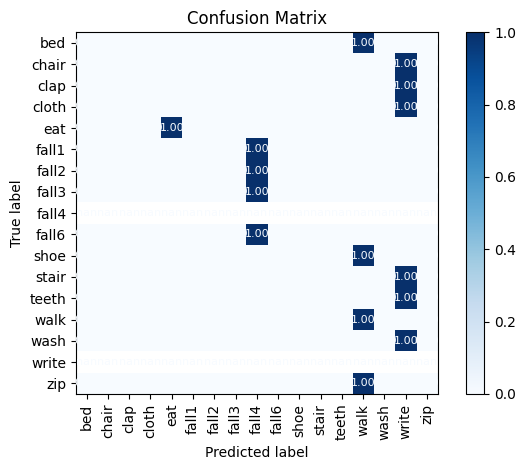 Confusion Matrix
True label
bed 1.00
chair 1.00
clap 1.00
cloth 1.00
eat 1.00
fall1 1.00
fall2 1.00
fall3 1.00
fall4
fall6 1.00
shoe 1.00
stair 1.00
teeth 1.00
walk 1.00
wash 1.00
write
zip 1.00
bed chair clap cloth eat fall1 fall2 fall3 fall4 fall6 shoe stair teeth walk wash write zip
Predicted label
1.0
0.8
0.6
0.4
0.2
0.0